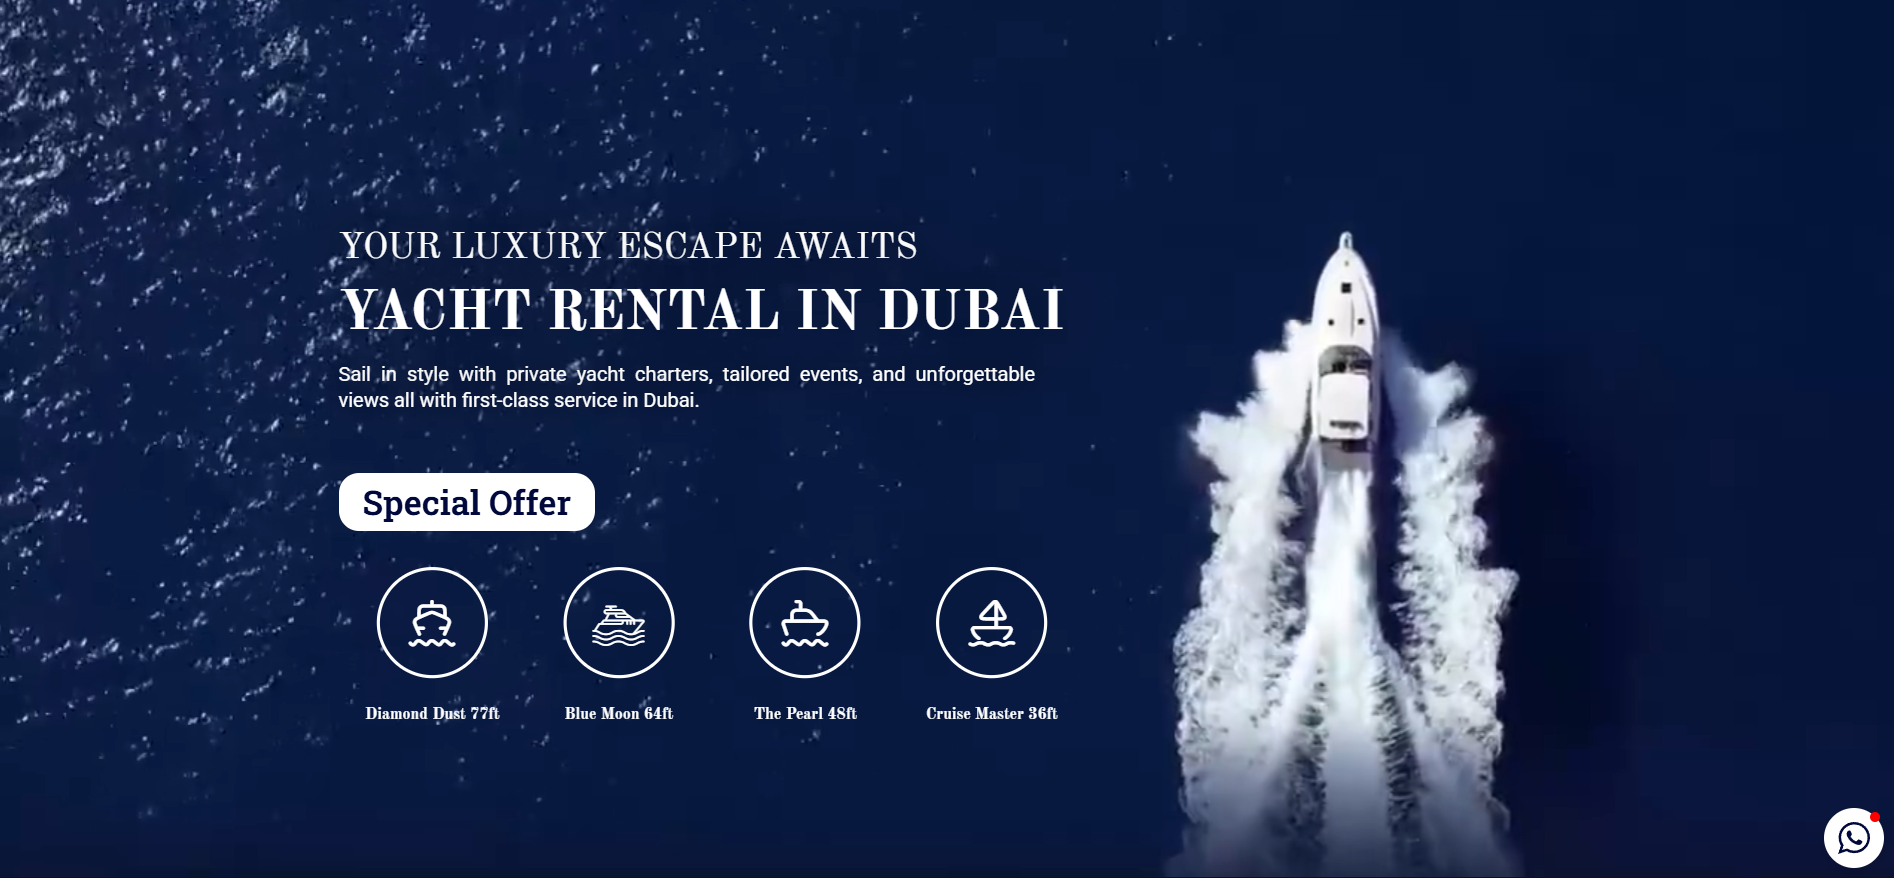 YOUR LUXURY ESCAPE AWAITS
YACHT RENTAL IN DUBAI
Sail in style with private yacht charters, tailored events, and unforgettable
views all with first-class service in Dubai.
Special Offer
Diamond Dust 77ft
Blue Moon 64ft
The Pearl 48ft
Cruise Master 36ft